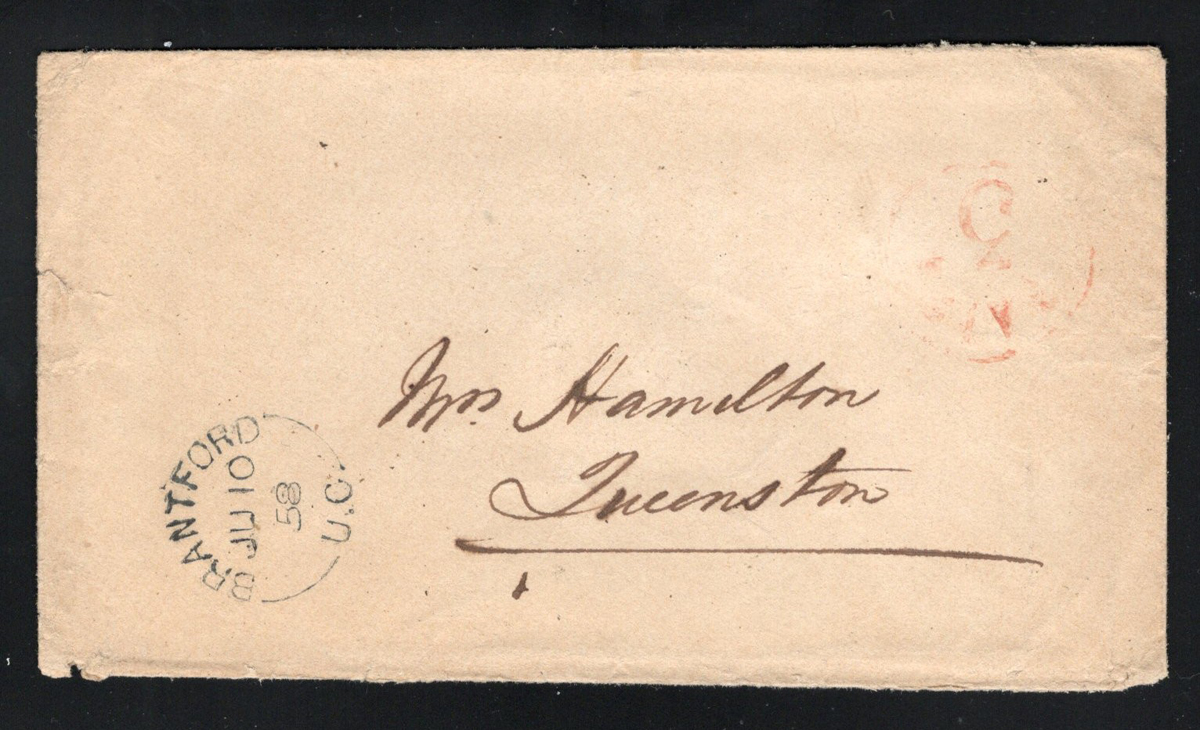 Mrs Hamilton
Queenston
BRANTFORD
JU 10
58
U.C.